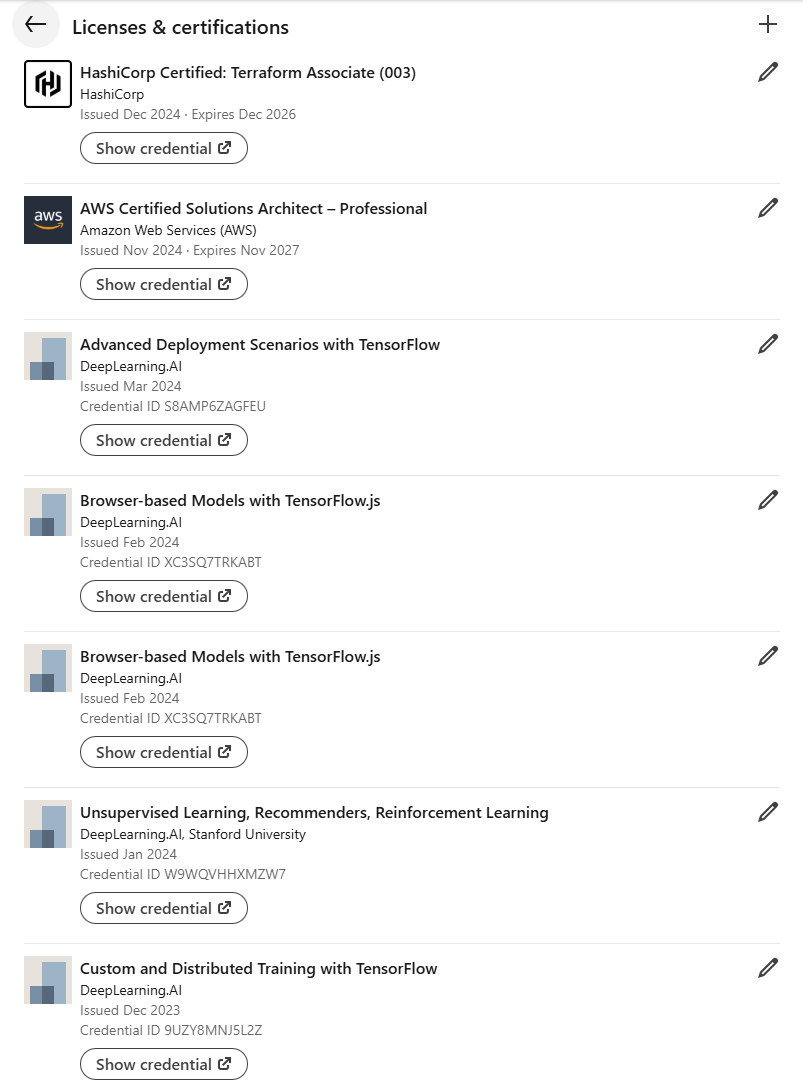 Licenses & certifications
HashiCorp Certified: Terraform Associate (003)
HashiCorp
Issued Dec 2024 · Expires Dec 2026
Show credential
aws
AWS Certified Solutions Architect – Professional
Amazon Web Services (AWS)
Issued Nov 2024 · Expires Nov 2027
Show credential
Advanced Deployment Scenarios with TensorFlow
DeepLearning.AI
Issued Mar 2024
Credential ID S8AMP6ZAGFEU
Show credential
Browser-based Models with TensorFlow.js
DeepLearning.AI
Issued Feb 2024
Credential ID XC3SQ7TRKABT
Show credential
Browser-based Models with TensorFlow.js
DeepLearning.AI
Issued Feb 2024
Credential ID XC3SQ7TRKABT
Show credential
Unsupervised Learning, Recommenders, Reinforcement Learning
DeepLearning.AI, Stanford University
Issued Jan 2024
Credential ID W9WQVHHXMZW7
Show credential
Custom and Distributed Training with TensorFlow
DeepLearning.AI
Issued Dec 2023
Credential ID 9UZY8MNJ5L2Z
Show credential